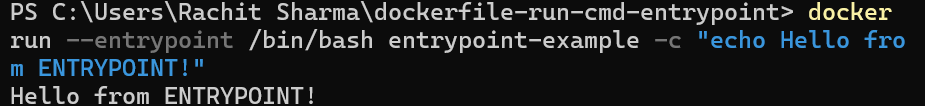 PS C:\Users\Rachit Sharma\dockerfile-run-cmd-entrypoint> docker
run --entrypoint /bin/bash entrypoint-example -c "echo Hello fro
m ENTRYPOINT!"
Hello from ENTRYPOINT!